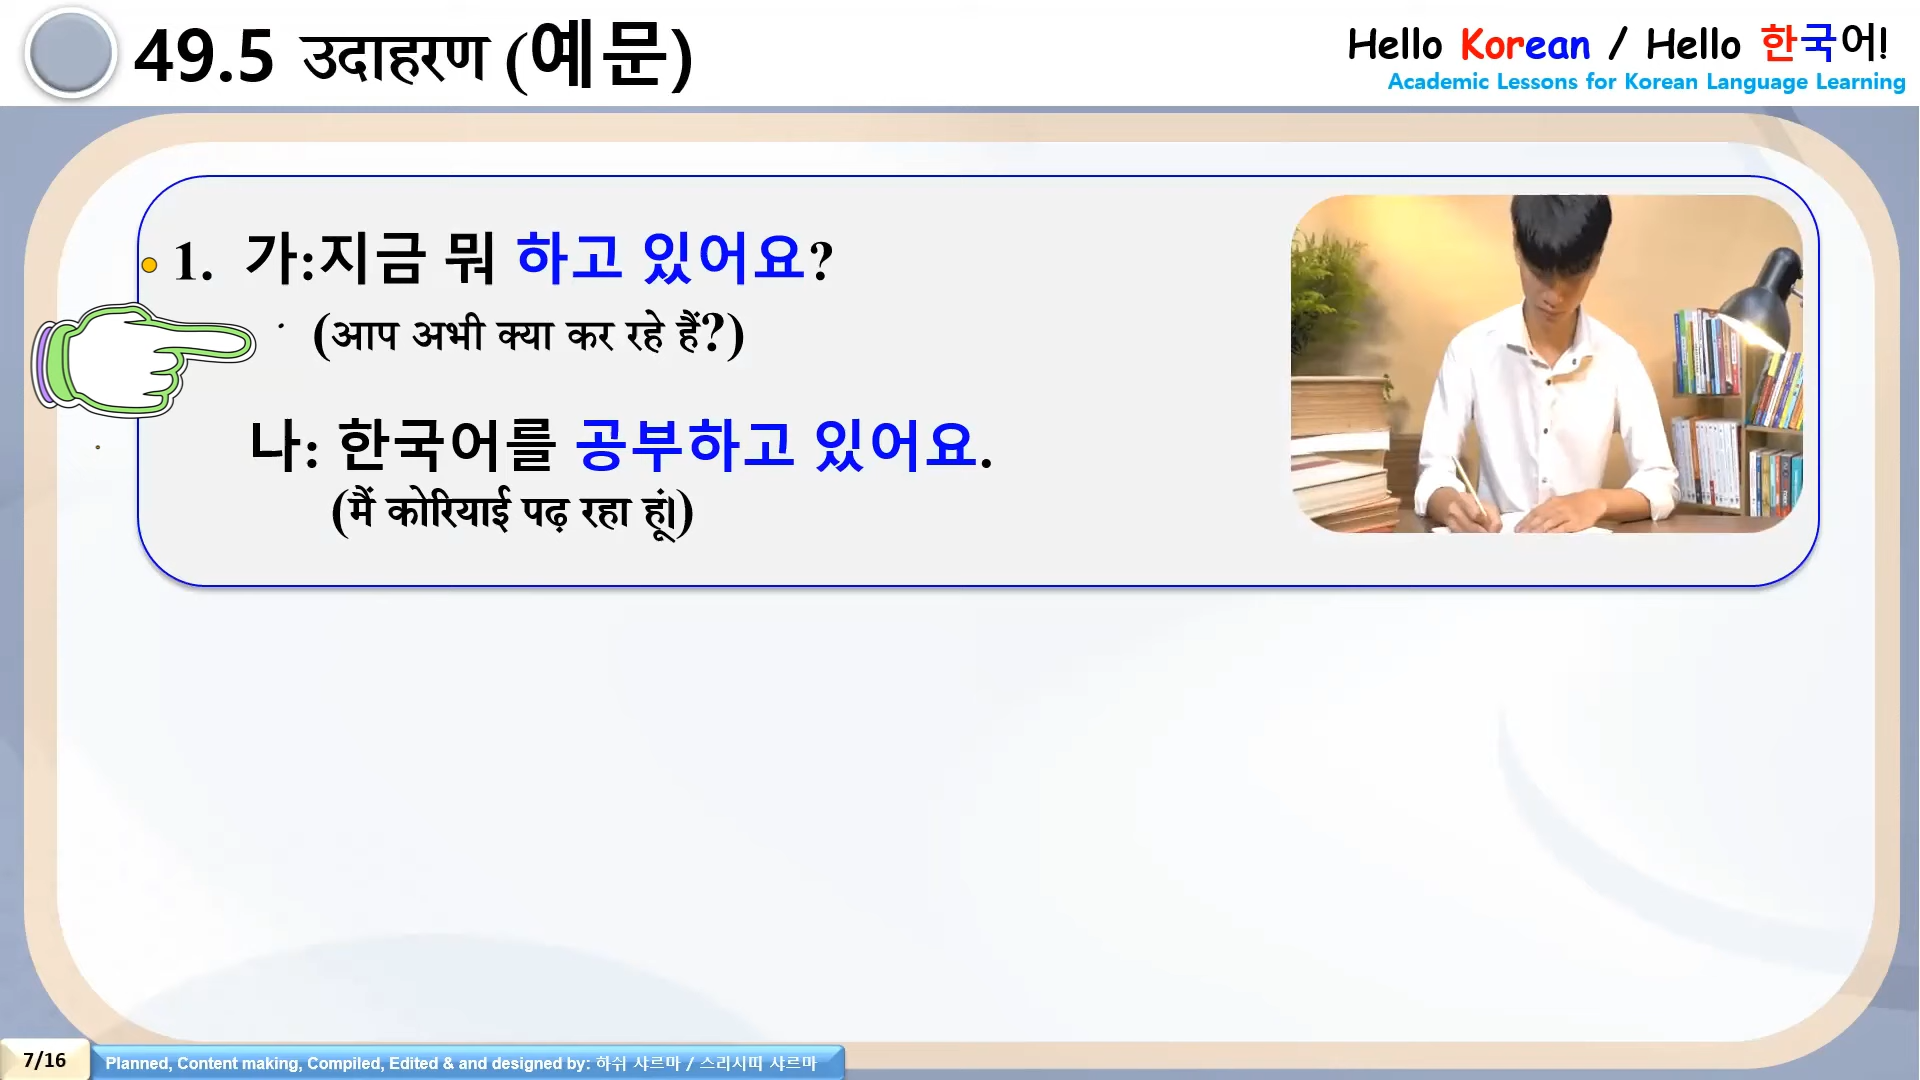 49.5 उदाहरण (예문)
Hello Korean / Hello 한국어!
Academic Lessons for Korean Language Learning
1. 가:지금 뭐 하고 있어요?
(आप अभी क्या कर रहे हैं?)
나: 한국어를 공부하고 있어요.
(मैं कोरियाई पढ़ रहा हूं।)
7/16
Planned, Content making, Compiled, Edited & and designed by: 하쉬 샤르마 / 스리시띠 샤르마